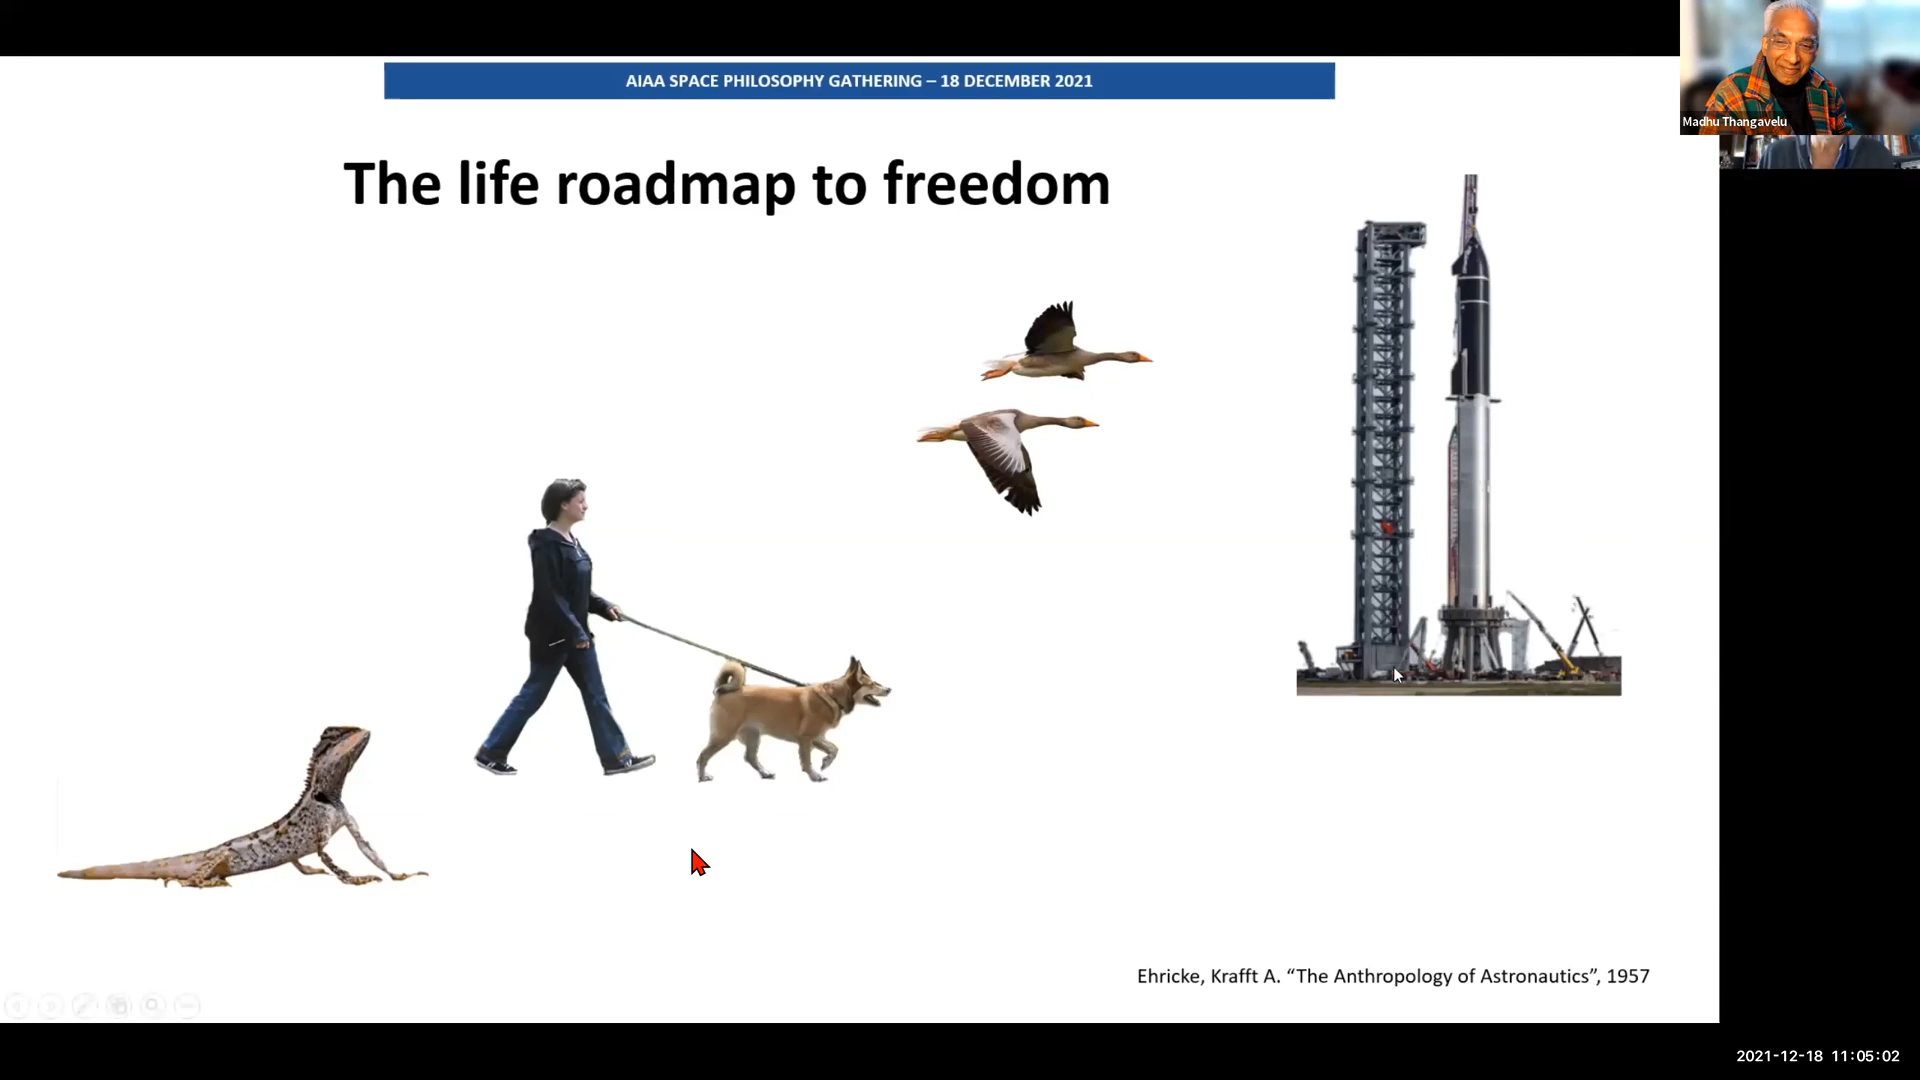 AIAA SPACE PHILOSOPHY GATHERING – 18 DECEMBER 2021
Madhu Thangavelu
The life roadmap to freedom
Ehricke, Krafft A. “The Anthropology of Astronautics”, 1957
2021-12-18 11:05:02